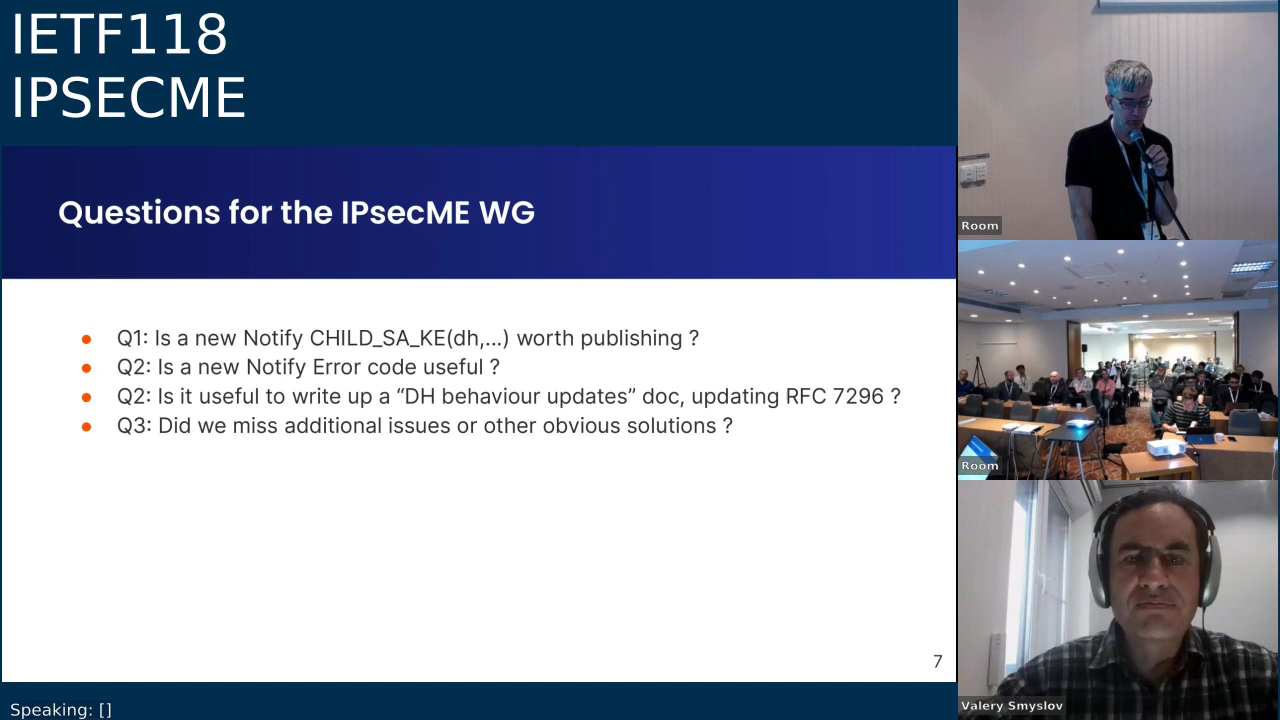 IETF118
IPSECME
Questions for the IPsecME WG
Q1: Is a new Notify CHILD_SA_KE(dh,...) worth publishing ?
Q2: Is a new Notify Error code useful ?
Q2: Is it useful to write up a “DH behaviour updates” doc, updating RFC 7296 ?
Q3: Did we miss additional issues or other obvious solutions ?
7
Speaking: []
Room
Room
Valery Smyslov